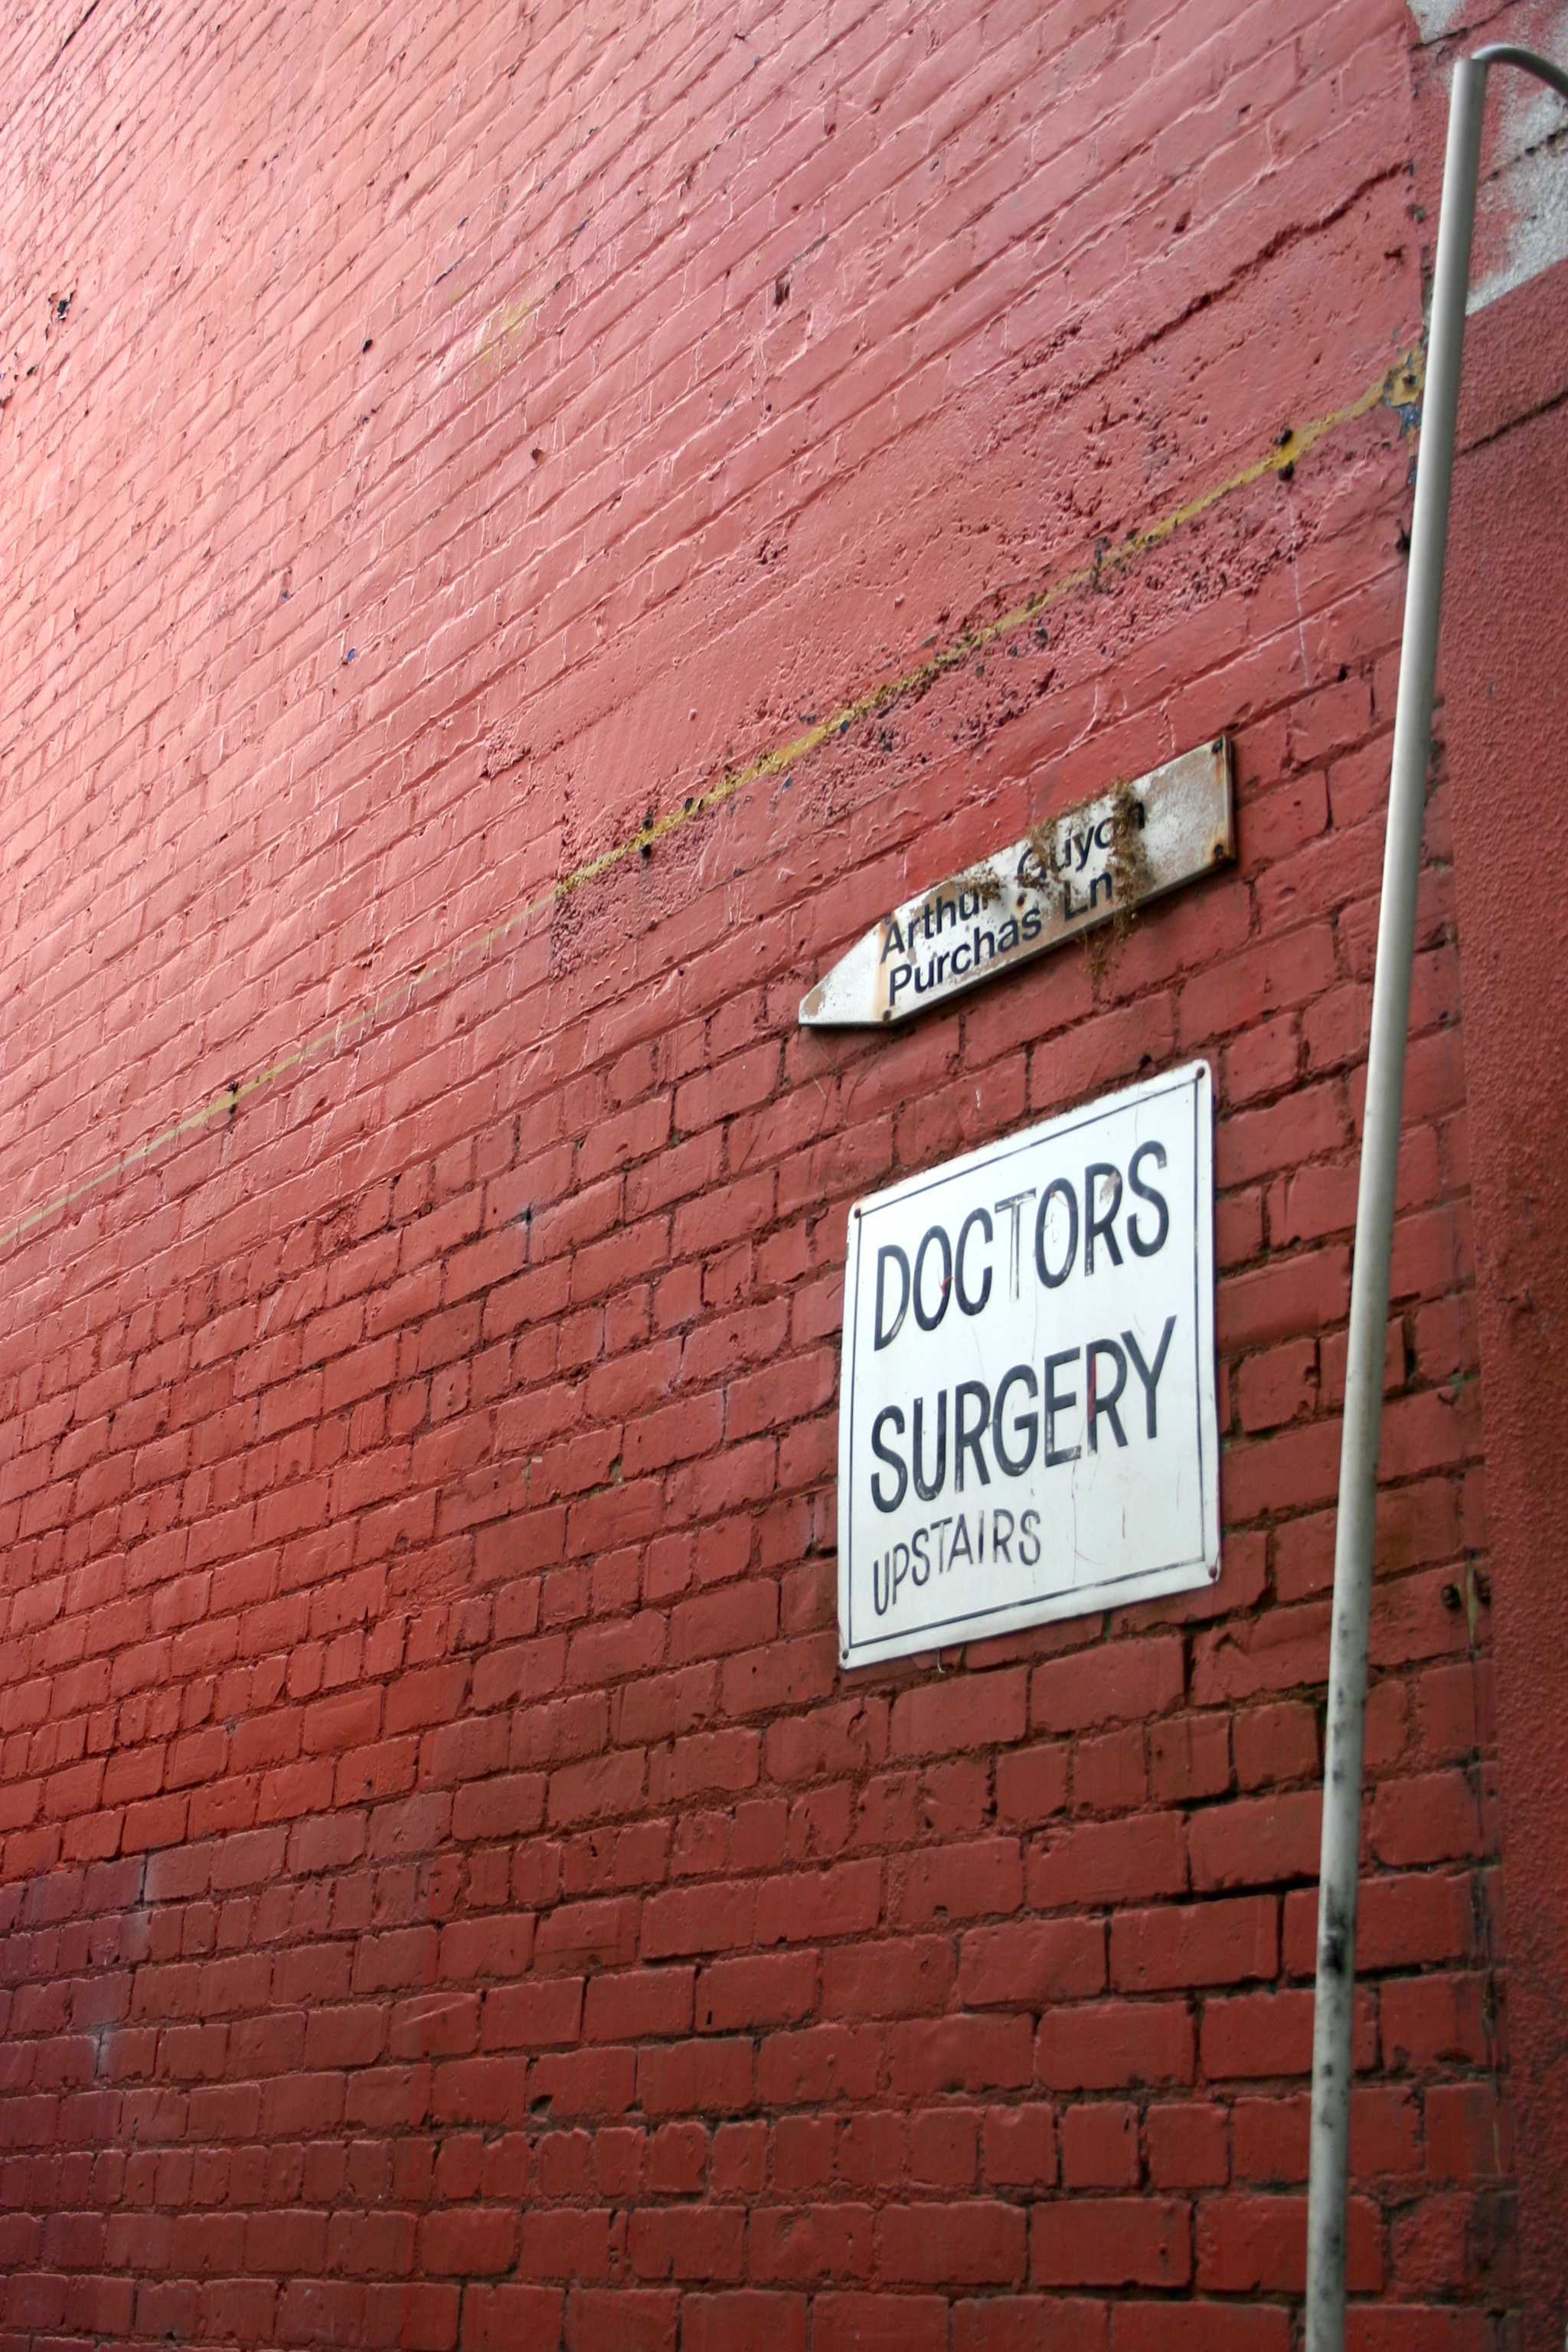 Arthur Guyon
Purchas Ln
DOCTORS
SURGERY
UPSTAIRS